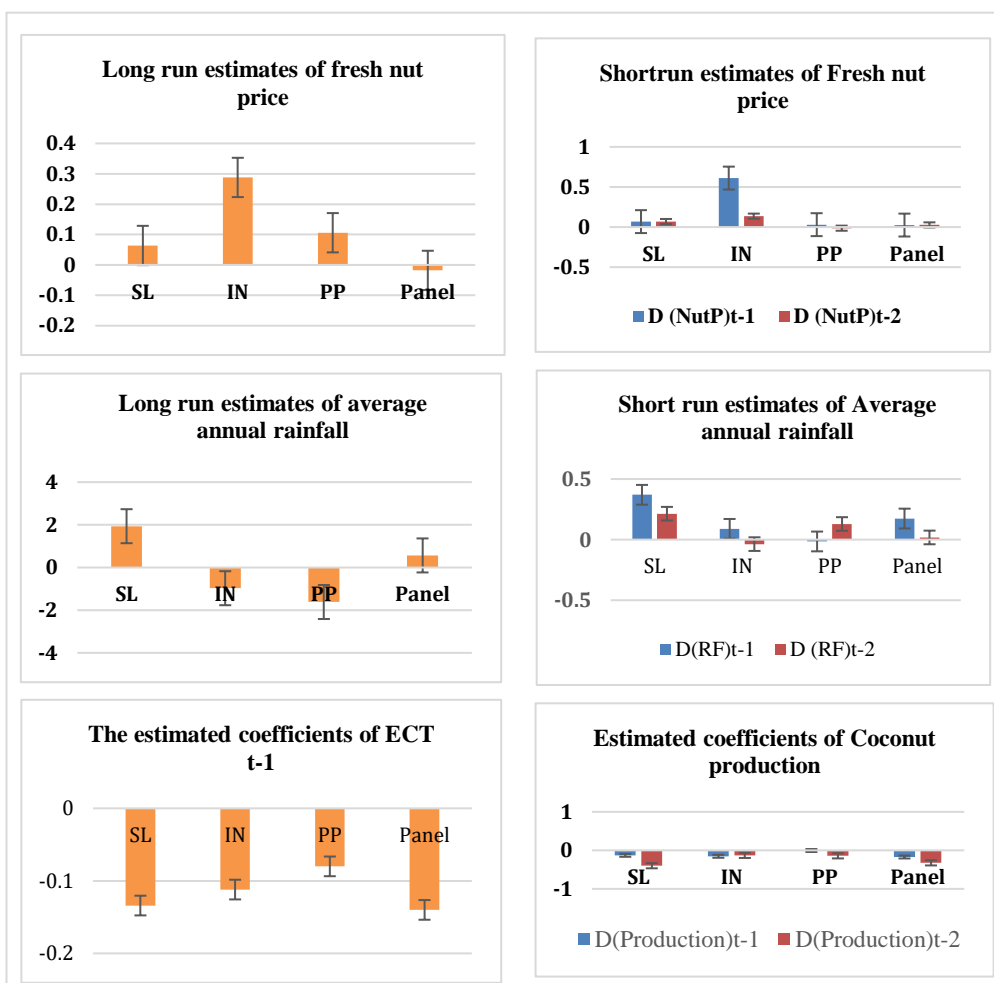 Long run estimates of fresh nut
price
0.4
0.3
0.2
0.1
0
-0.1
-0.2
SL IN PP Panel
Shortrun estimates of Fresh nut
price
1
0.5
0
-0.5
SL IN PP Panel
D (NutP)t-1 D (NutP)t-2
Long run estimates of average
annual rainfall
4
2
0
-2
-4
SL IN PP Panel
Short run estimates of Average
annual rainfall
0.5
0
-0.5
SL IN PP Panel
D(RF)t-1 D (RF)t-2
The estimated coefficients of ECT
t-1
0
-0.1
-0.2
SL IN PP Panel
Estimated coefficients of Coconut
production
1
0
-1
SL IN PP Panel
D(Production)t-1 D(Production)t-2